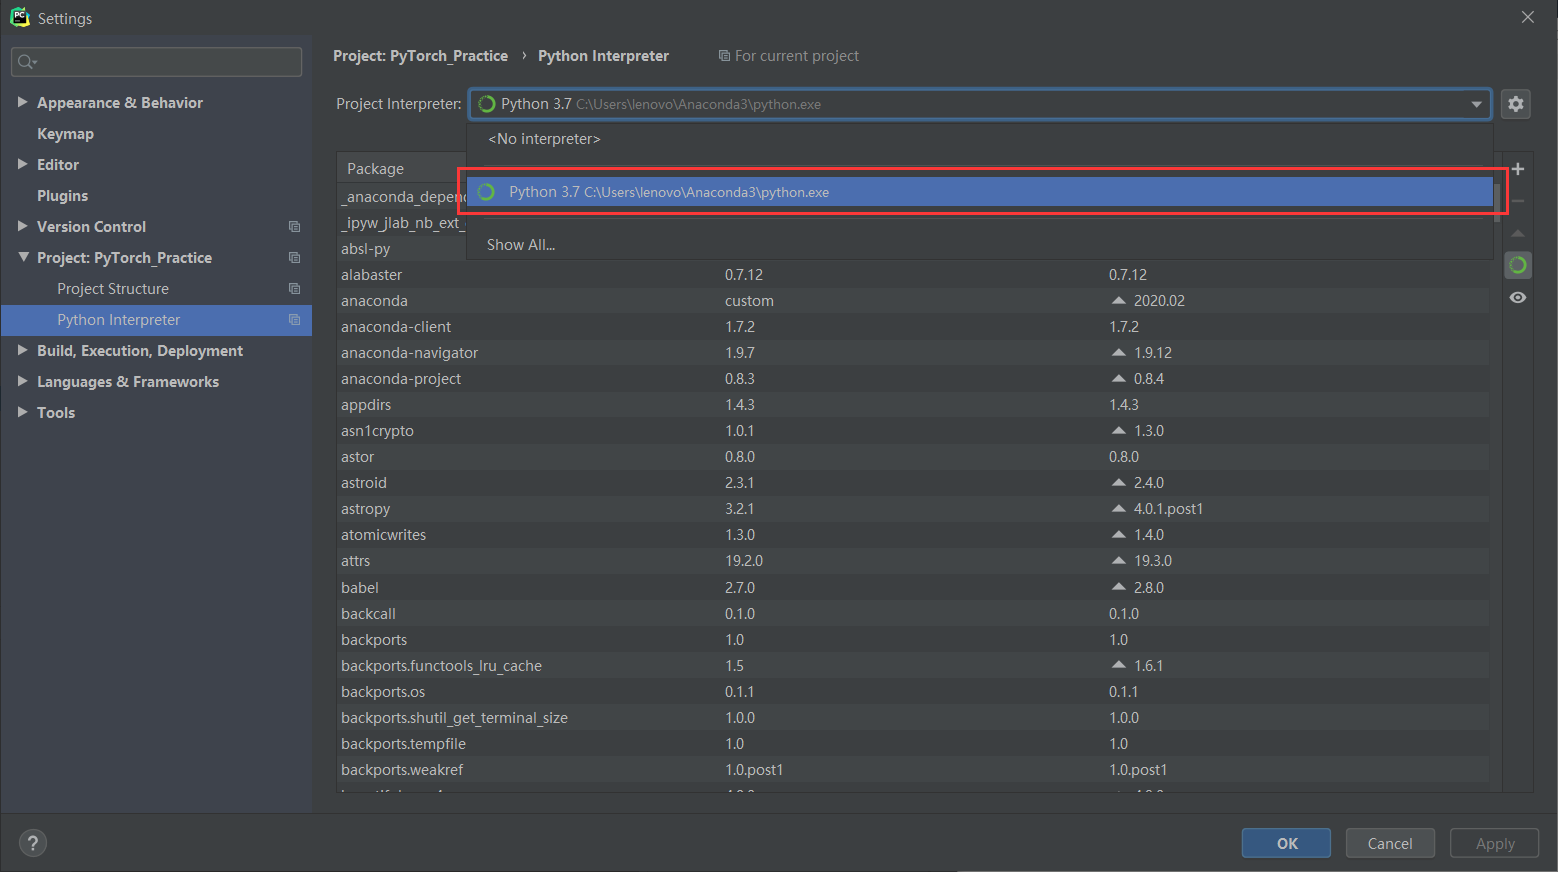 Settings
Project: PyTorch_Practice › Python Interpreter For current project
Appearance & Behavior
Keymap
Editor
Plugins
Version Control
Project: PyTorch_Practice
Project Structure
Python Interpreter
Build, Execution, Deployment
Languages & Frameworks
Tools
Project Interpreter: Python 3.7 C:\Users\lenovo\Anaconda3\python.exe
<No interpreter>
Python 3.7 C:\Users\lenovo\Anaconda3\python.exe
Show All...
Package
_anaconda_depen
_ipyw_jlab_nb_ext_
absl-py
alabaster 0.7.12 0.7.12
anaconda custom 2020.02
anaconda-client 1.7.2 1.7.2
anaconda-navigator 1.9.7 1.9.12
anaconda-project 0.8.3 0.8.4
appdirs 1.4.3 1.4.3
asn1crypto 1.0.1 1.3.0
astor 0.8.0 0.8.0
astroid 2.3.1 2.4.0
astropy 3.2.1 4.0.1.post1
atomicwrites 1.3.0 1.4.0
attrs 19.2.0 19.3.0
babel 2.7.0 2.8.0
backcall 0.1.0 0.1.0
backports 1.0 1.0
backports.functools_lru_cache 1.5 1.6.1
backports.os 0.1.1 0.1.1
backports.shutil_get_terminal_size 1.0.0 1.0.0
backports.tempfile 1.0 1.0
backports.weakref 1.0.post1 1.0.post1
?
OK Cancel Apply